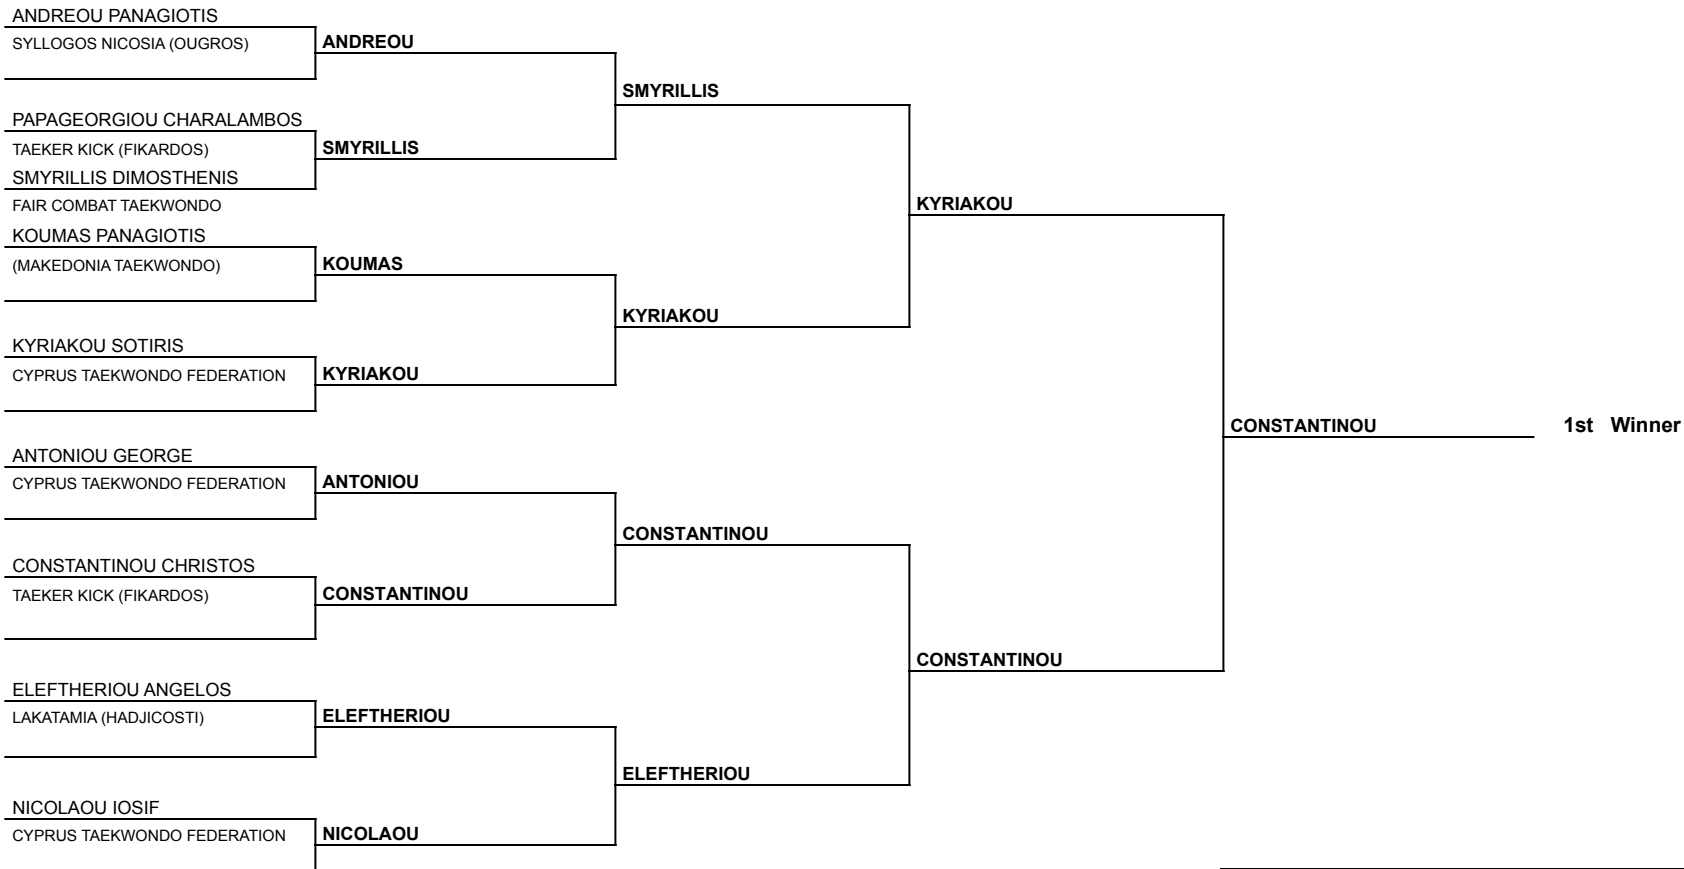 ANDREOU PANAGIOTIS
SYLLOGOS NICOSIA (OUGROS)
ANDREOU
SMYRILLIS
PAPAGEORGIOU CHARALAMBOS
TAEKER KICK (FIKARDOS)
SMYRILLIS
SMYRILLIS DIMOSTHENIS
FAIR COMBAT TAEKWONDO
KYRIAKOU
KOUMAS PANAGIOTIS
(MAKEDONIA TAEKWONDO)
KOUMAS
KYRIAKOU
KYRIAKOU SOTIRIS
CYPRUS TAEKWONDO FEDERATION
KYRIAKOU
CONSTANTINOU
1st Winner
ANTONIOU GEORGE
CYPRUS TAEKWONDO FEDERATION
ANTONIOU
CONSTANTINOU
CONSTANTINOU CHRISTOS
TAEKER KICK (FIKARDOS)
CONSTANTINOU
CONSTANTINOU
ELEFTHERIOU ANGELOS
LAKATAMIA (HADJICOSTI)
ELEFTHERIOU
ELEFTHERIOU
NICOLAOU IOSIF
CYPRUS TAEKWONDO FEDERATION
NICOLAOU